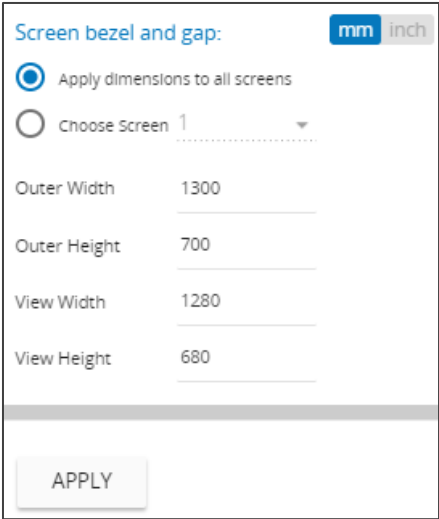 Screen bezel and gap: mm inch
Apply dimensions to all screens
Choose Screen 1
Outer Width 1300
Outer Height 700
View Width 1280
View Height 680
APPLY